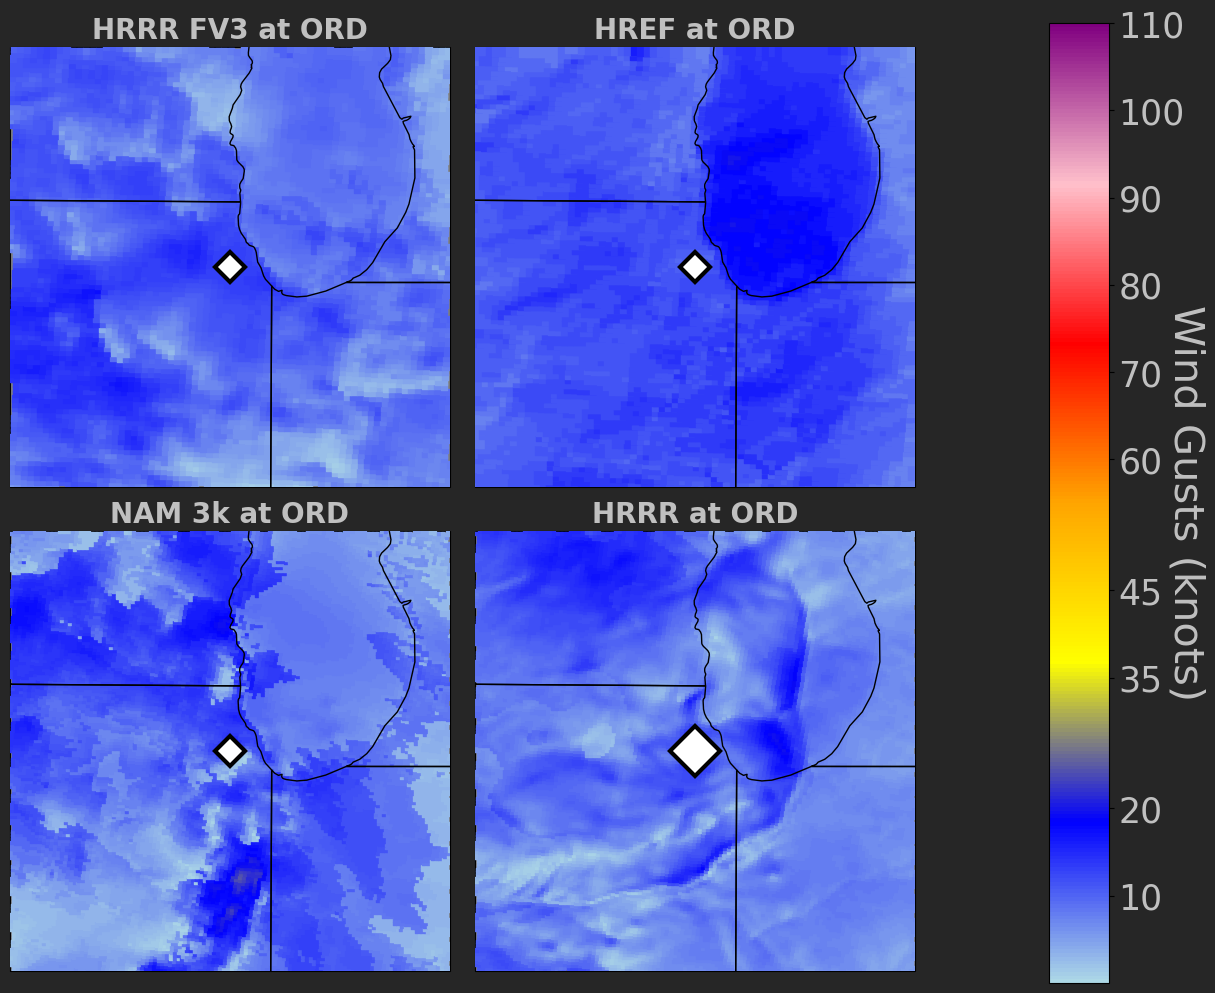 HRRR FV3 at ORD
HREF at ORD
NAM 3k at ORD
HRRR at ORD
110
100
90
80
70
60
45
35
20
10
Wind Gusts (knots)